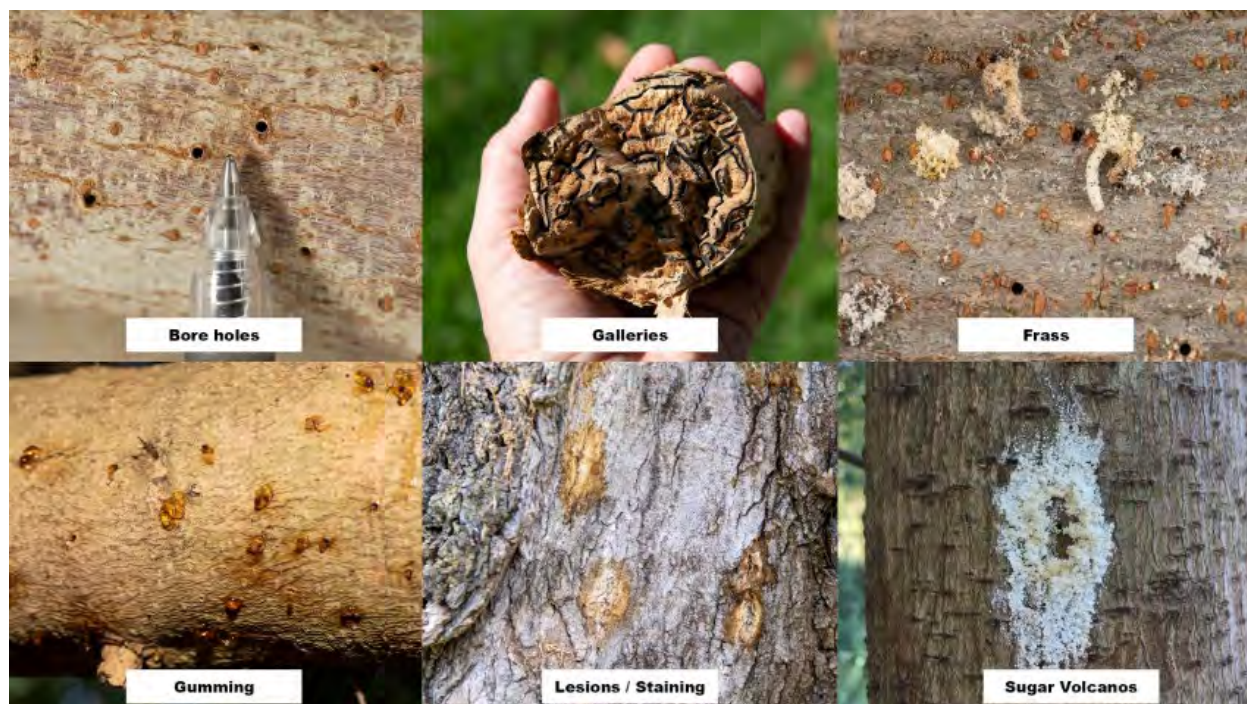 Bore holes
Galleries
Frass
Gumming
Lesions / Staining
Sugar Volcanos